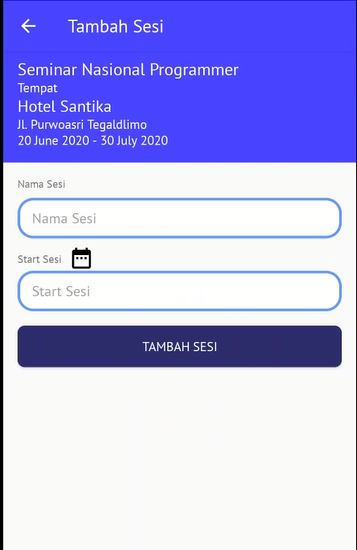 Tambah Sesi
Seminar Nasional Programmer
Tempat
Hotel Santika
Jl. Purwoasri Tegaldlimo
20 June 2020 - 30 July 2020
Nama Sesi
Nama Sesi
Start Sesi
Start Sesi
TAMBAH SESI